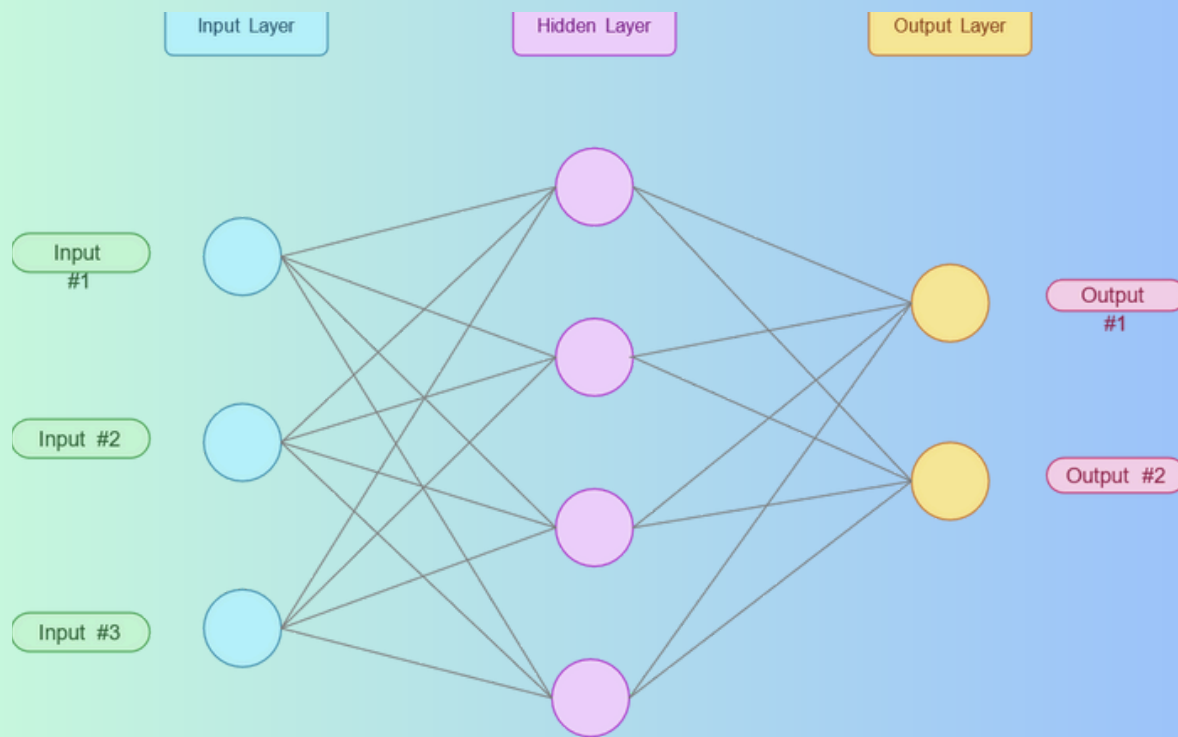 Input Layer
Hidden Layer
Output Layer
Input
#1
Output
#1
Input #2
Output #2
Input #3